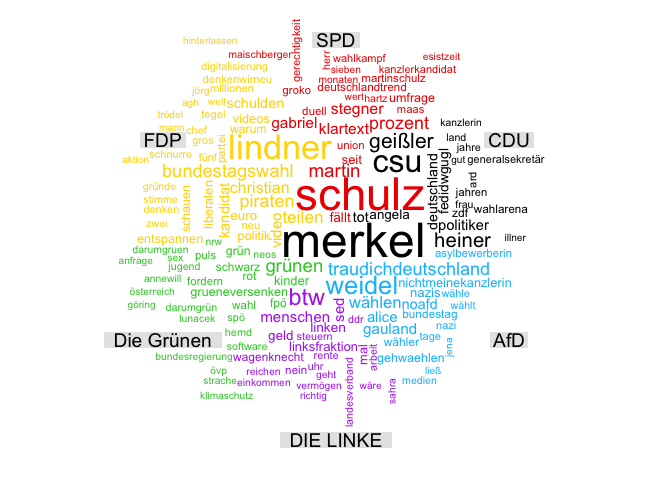 SPD
hinterlassen
maischberger
gerechtigkeit
herr
wahlkampf
esistzeit
digitalisierung
sieben
kanzlerkandidat
denkenwirneu
monaten
martinschulz
jörg
millionen
groko
deutschlandtrend
agh
welt
schulden
wert
hartz
umfrage
trödel
tegel
videos
duell
stegner
maas
mann
chef
warum
gabriel
klartext
prozent
kanzlerin
FDP
gros
partei
lindner
union
geißler
land
CDU
aktion
schnurre
fünf
seit
csu
jahre
gut
generalsekretär
bundestagswahl
martin
deutschland
fedidwgugl
ard
gründe
schauen
liberalen
christian
schulz
jahren
stimme
kandidat
piraten
frau
denken
euro
teilen
fällt
tot
angela
zdf
wahlarena
zwei
neu
video
politiker
entspannen
nrw
politik
merkel
heiner
illner
darumgruen
grün
neos
asylbewerberin
anfrage
sex
puls
schwarz
grünen
traudichdeutschland
jugend
rot
annewill
fordern
kinder
weidel
nichtmeinekanzlerin
österreich
grueneversenken
btw
nazis
wähle
göring
darumgrün
wahl
fpö
sed
wählen
noafd
wählt
lunacek
spö
menschen
ddr
alice
bundestag
hemd
linken
gauland
nazi
Die Grünen
geld
steuern
wähler
tage
AfD
software
linksfraktion
mal
arbeit
jena
bundesregierung
wagenknecht
rente
gehwaehlen
övp
reichen
nein
uhr
ließ
strache
einkommen
geht
landesverband
medien
vermögen
wäre
sahra
klimaschutz
richtig
DIE LINKE